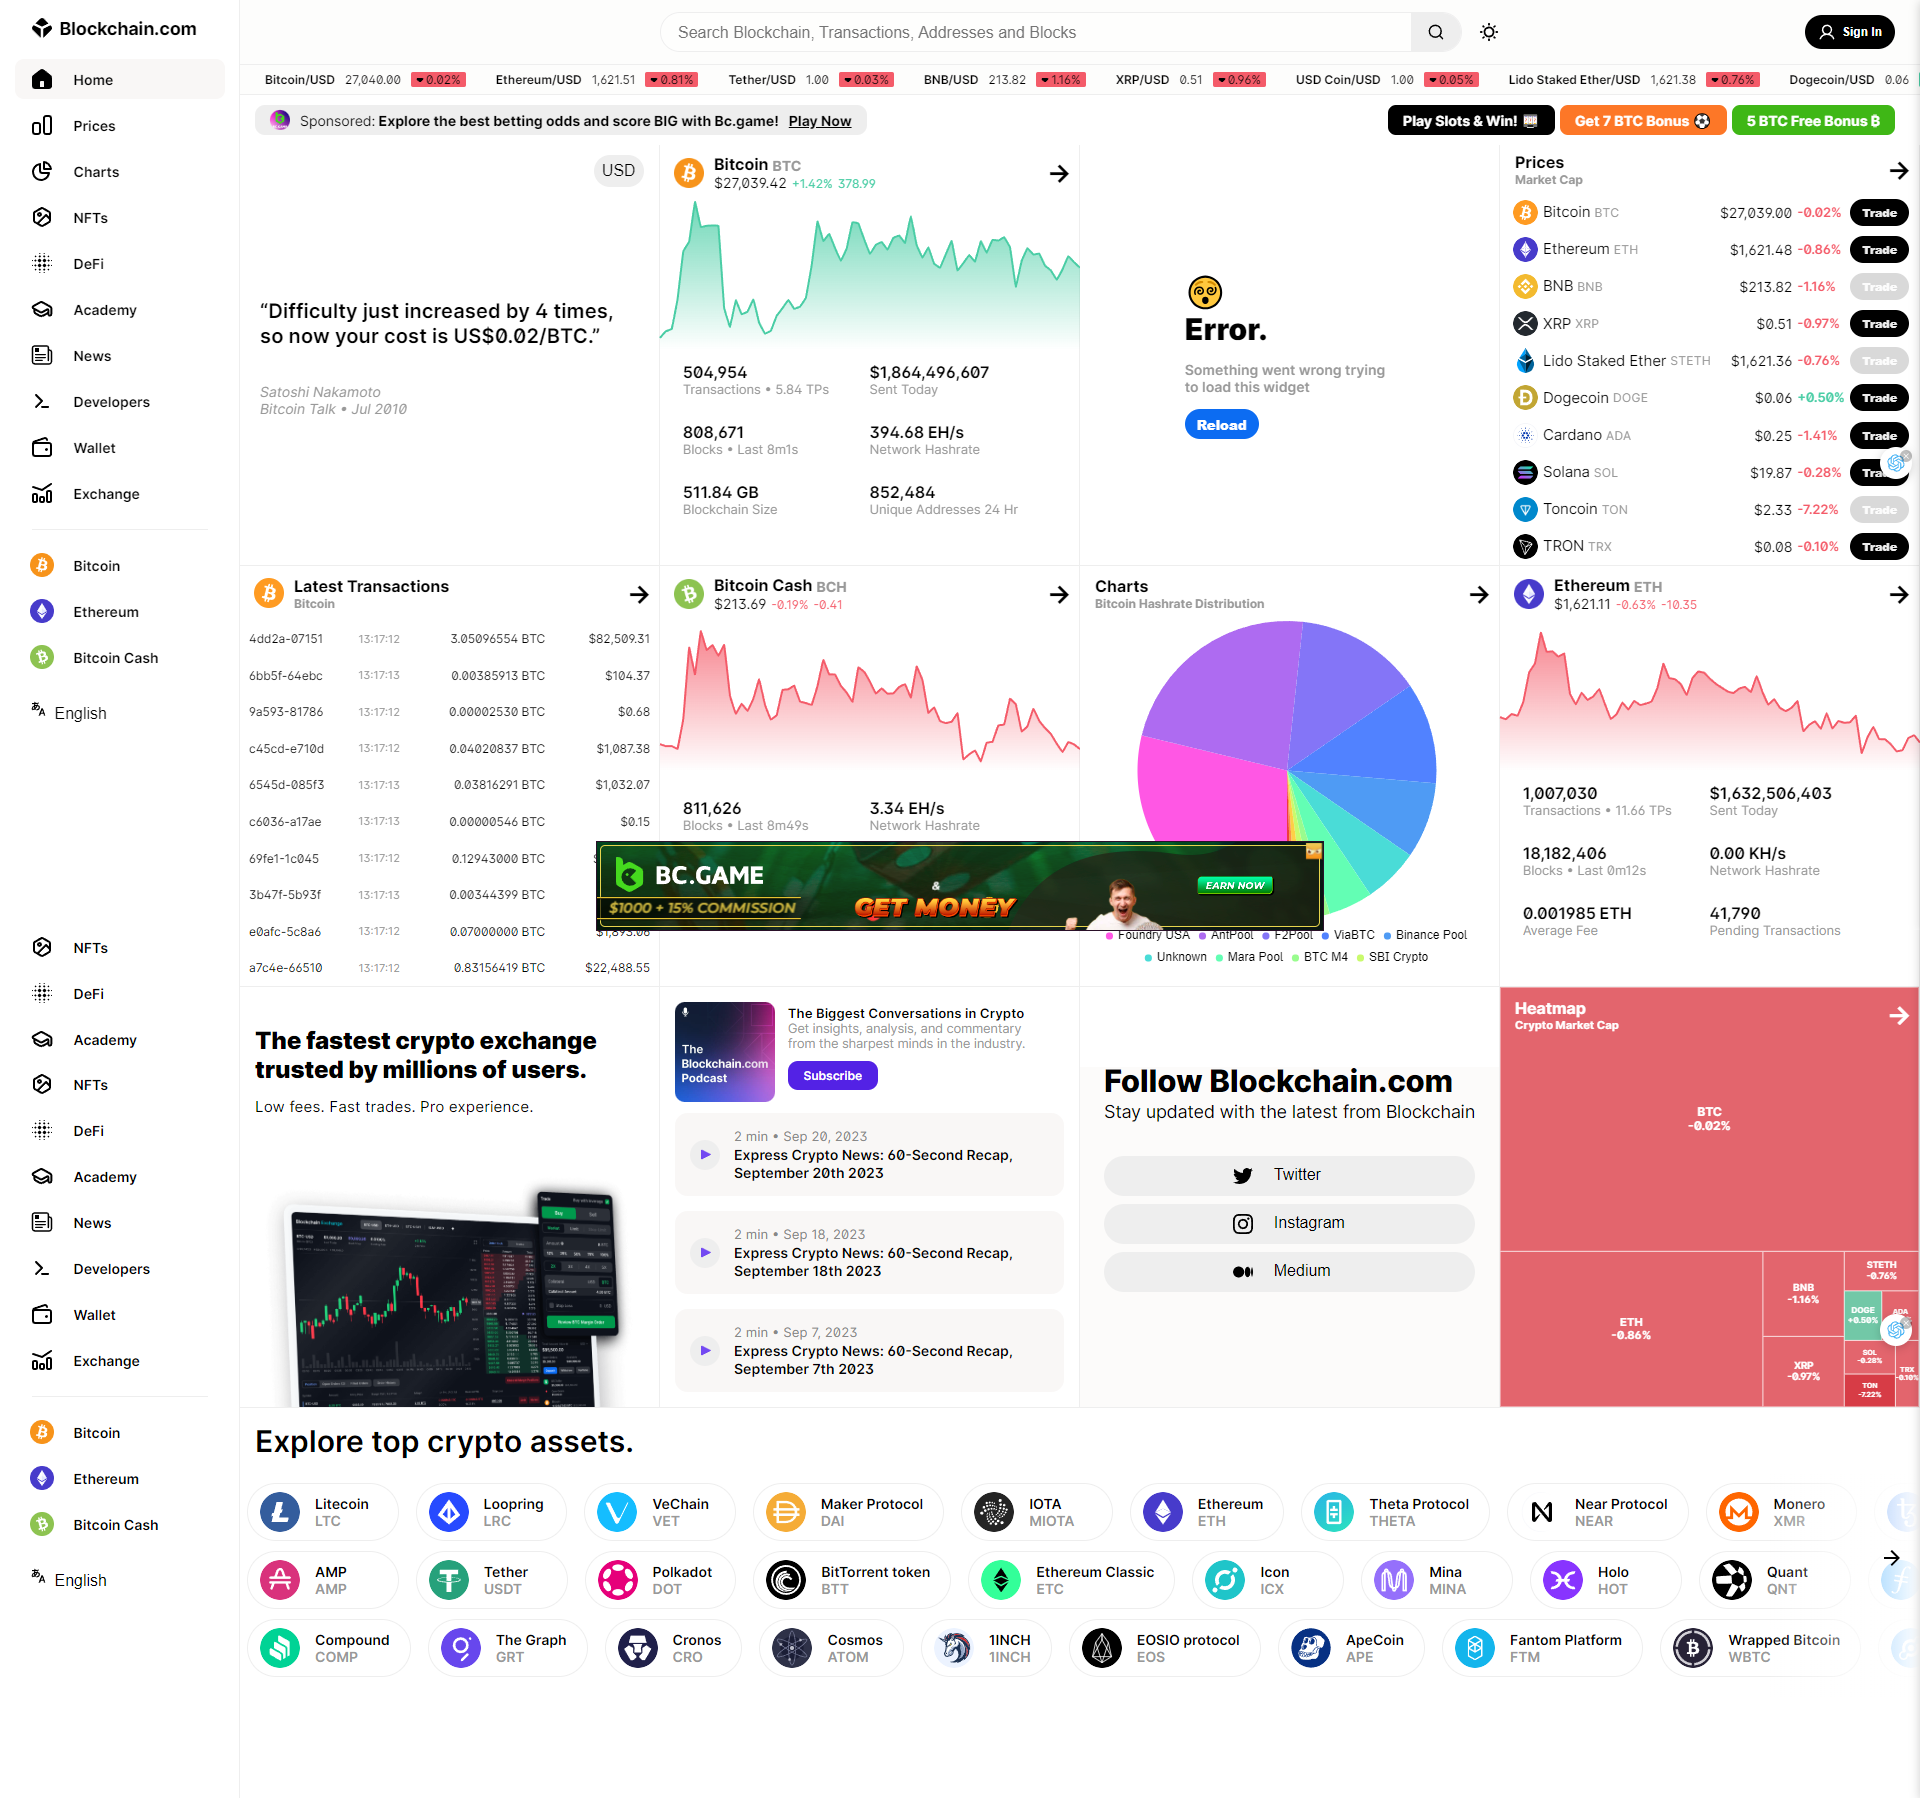 Blockchain.com
Search Blockchain, Transactions, Addresses and Blocks
Sign In
Home
Prices
Charts
NFTs
DeFi
Academy
News
Developers
Wallet
Exchange
Bitcoin
Ethereum
Bitcoin Cash
English
Bitcoin/USD 27,040.00 0.02% Ethereum/USD 1,621.51 0.81% Tether/USD 1.00 0.03% BNB/USD 213.82 1.16% XRP/USD 0.51 0.96% USD Coin/USD 1.00 0.05% Lido Staked Ether/USD 1,621.38 0.76% Dogecoin/USD 0.06
Sponsored: Explore the best betting odds and score BIG with Bc.game! Play Now
Play Slots & Win!
Get 7 BTC Bonus
5 BTC Free Bonus
USD
“Difficulty just increased by 4 times,
so now your cost is US$0.02/BTC.”
Satoshi Nakamoto
Bitcoin Talk • Jul 2010
Bitcoin BTC
$27,039.42 +1.42% 378.99
504,954 $1,864,496,607
Transactions • 5.84 TPs Sent Today
808,671 394.68 EH/s
Blocks • Last 8m1s Network Hashrate
511.84 GB 852,484
Blockchain Size Unique Addresses 24 Hr
Error.
Something went wrong trying
to load this widget
Reload
Prices
Market Cap
Bitcoin BTC $27,039.00 -0.02% Trade
Ethereum ETH $1,621.48 -0.86% Trade
BNB BNB $213.82 -1.16% Trade
XRP XRP $0.51 -0.97% Trade
Lido Staked Ether STETH $1,621.36 -0.76% Trade
Dogecoin DOGE $0.06 +0.50% Trade
Cardano ADA $0.25 -1.41% Trade
Solana SOL $19.87 -0.28%
Toncoin TON $2.33 -7.22% Trade
TRON TRX $0.08 -0.10% Trade
Latest Transactions
Bitcoin
4dd2a-07151 13:17:12 3.05096554 BTC $82,509.31
6bb5f-64ebc 13:17:13 0.00385913 BTC $104.37
9a593-81786 13:17:12 0.00002530 BTC $0.68
c45cd-e710d 13:17:12 0.04020837 BTC $1,087.38
6545d-085f3 13:17:13 0.03816291 BTC $1,032.07
c6036-a17ae 13:17:13 0.00000546 BTC $0.15
69fe1-1c045 13:17:12 0.12943000 BTC
3b47f-5b93f 13:17:13 0.00344399 BTC
e0afc-5c8a6 13:17:12 0.07000000 BTC $1,893.06
a7c4e-66510 13:17:12 0.83156419 BTC $22,488.55
Bitcoin Cash BCH
$213.69 -0.19% -0.41
811,626 3.34 EH/s
Blocks • Last 8m49s Network Hashrate
Charts
Bitcoin Hashrate Distribution
Foundry USA AntPool F2Pool ViaBTC Binance Pool
Unknown Mara Pool BTC M4 SBI Crypto
BC.GAME
$1000 + 15% COMMISSION
&
GET MONEY
EARN NOW
Ethereum ETH
$1,621.11 -0.63% -10.35
1,007,030 $1,632,506,403
Transactions • 11.66 TPs Sent Today
18,182,406 0.00 KH/s
Blocks • Last 0m12s Network Hashrate
0.001985 ETH 41,790
Average Fee Pending Transactions
NFTs
DeFi
Academy
NFTs
DeFi
Academy
News
Developers
Wallet
Exchange
Bitcoin
Ethereum
Bitcoin Cash
English
The fastest crypto exchange
trusted by millions of users.
Low fees. Fast trades. Pro experience.
The
Blockchain.com
Podcast
The Biggest Conversations in Crypto
Get insights, analysis, and commentary
from the sharpest minds in the industry.
Subscribe
2 min • Sep 20, 2023
Express Crypto News: 60-Second Recap,
September 20th 2023
2 min • Sep 18, 2023
Express Crypto News: 60-Second Recap,
September 18th 2023
2 min • Sep 7, 2023
Express Crypto News: 60-Second Recap,
September 7th 2023
Follow Blockchain.com
Stay updated with the latest from Blockchain
Twitter
Instagram
Medium
Heatmap
Crypto Market Cap
BTC
-0.02%
ETH
-0.86%
BNB
-1.16%
XRP
-0.97%
STETH
-0.76%
DOGE
+0.50%
ADA
SOL
-0.28%
TON
-7.22%
TRX
-0.10%
Explore top crypto assets.
Litecoin LTC
Loopring LRC
VeChain VET
Maker Protocol DAI
IOTA MIOTA
Ethereum ETH
Theta Protocol THETA
Near Protocol NEAR
Monero XMR
AMP AMP
Tether USDT
Polkadot DOT
BitTorrent token BTT
Ethereum Classic ETC
Icon ICX
Mina MINA
Holo HOT
Quant QNT
Compound COMP
The Graph GRT
Cronos CRO
Cosmos ATOM
1INCH 1INCH
EOSIO protocol EOS
ApeCoin APE
Fantom Platform FTM
Wrapped Bitcoin WBTC